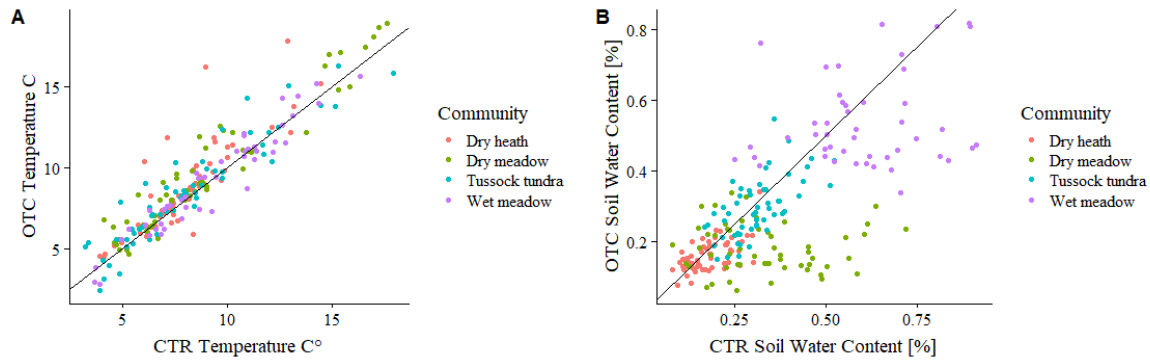 A
OTC Temperature C
15
10
5
5
10
15
CTR Temperature C°
Community
Dry heath
Dry meadow
Tussock tundra
Wet meadow
B
OTC Soil Water Content [%]
0.8
0.6
0.4
0.2
0.25
0.50
0.75
CTR Soil Water Content [%]
Community
Dry heath
Dry meadow
Tussock tundra
Wet meadow